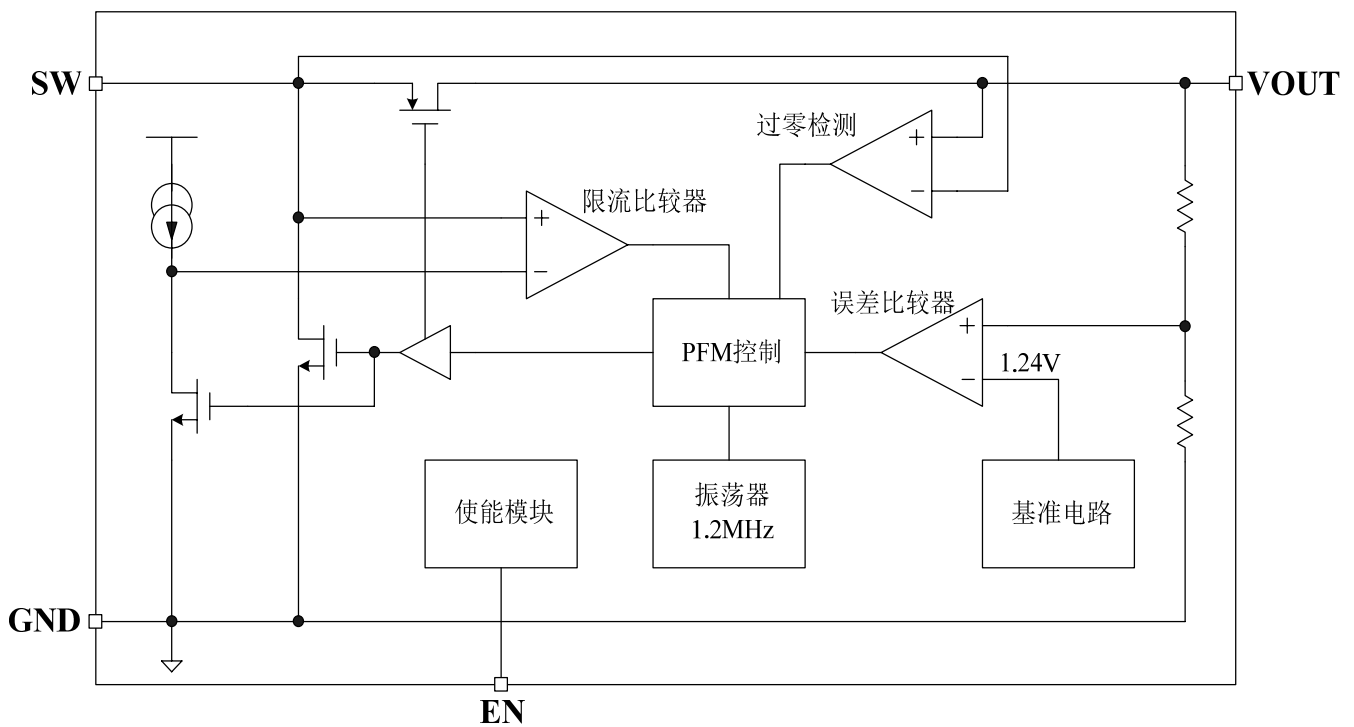 SW
VOUT
过零检测
+
−
限流比较器
+
−
误差比较器
+
1.24V
−
PFM控制
使能模块
振荡器
1.2MHz
基准电路
GND
EN